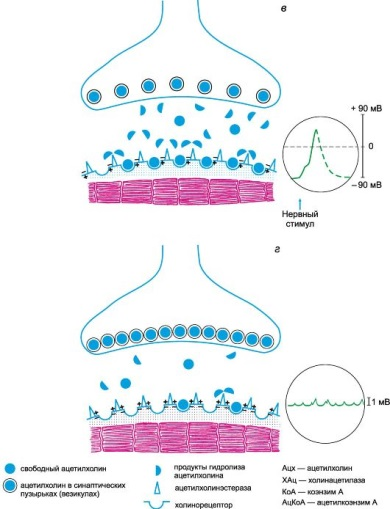 в
+ 90 мВ
0
−90 мВ
Нервный
стимул
г
1 мВ
свободный ацетилхолин
ацетилхолин в синаптических
пузырьках (везикулах)
продукты гидролиза
ацетилхолина
ацетилхолинэстераза
холинорецептор
Ацх — ацетилхолин
ХАц — холинацетилаза
КоА — коэнзим А
АцКоА — ацетилкоэнзим А